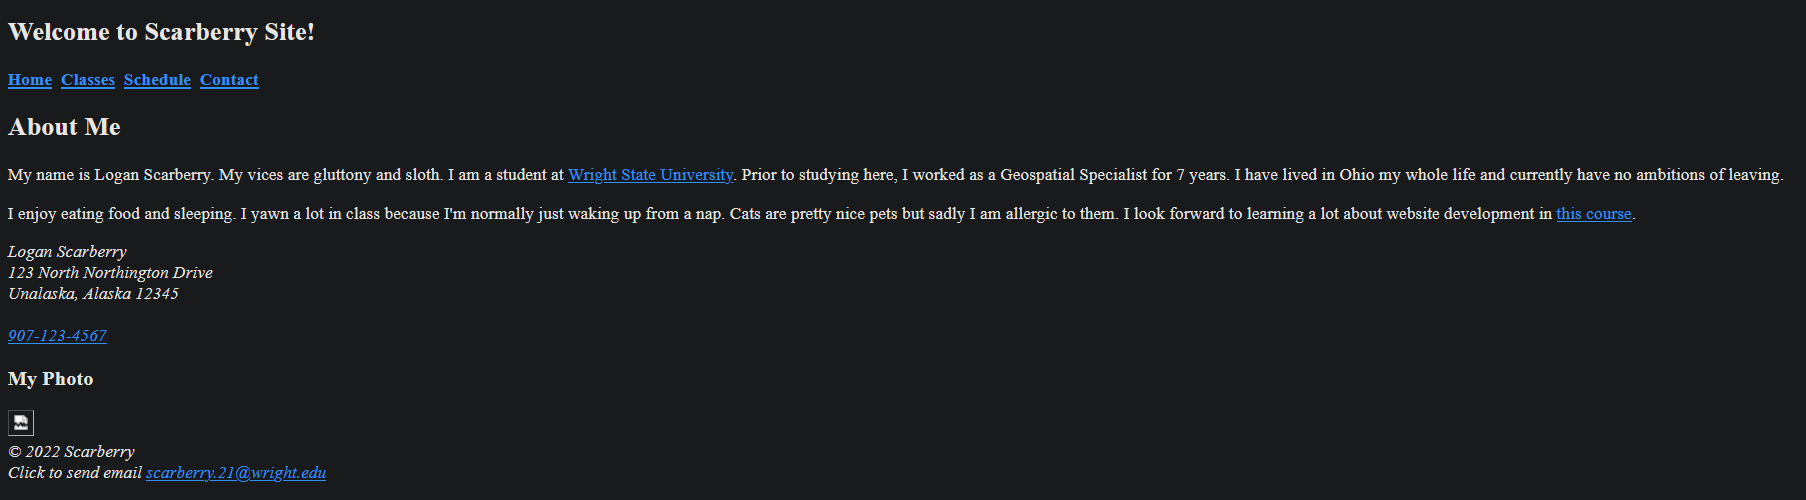 Welcome to Scarberry Site!
Home Classes Schedule Contact
About Me
My name is Logan Scarberry. My vices are gluttony and sloth. I am a student at Wright State University. Prior to studying here, I worked as a Geospatial Specialist for 7 years. I have lived in Ohio my whole life and currently have no ambitions of leaving.
I enjoy eating food and sleeping. I yawn a lot in class because I'm normally just waking up from a nap. Cats are pretty nice pets but sadly I am allergic to them. I look forward to learning a lot about website development in this course.
Logan Scarberry
123 North Northington Drive
Unalaska, Alaska 12345
907-123-4567
My Photo
© 2022 Scarberry
Click to send email scarberry.21@wright.edu